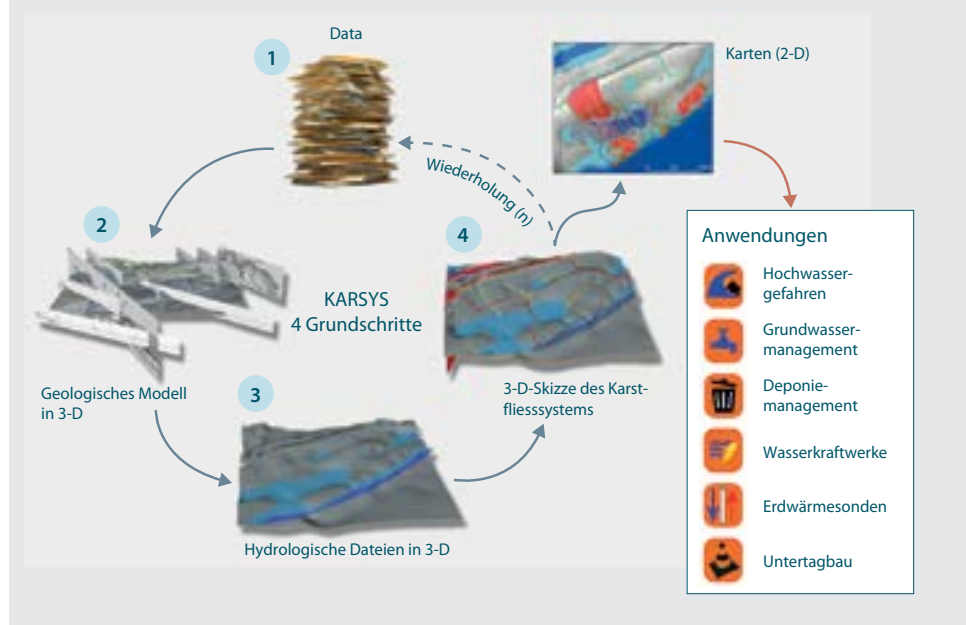 Data
1
Karten (2-D)
Wiederholung (n)
2
4
KARSYS
4 Grundschritte
Geologisches Modell
in 3-D
3
3-D-Skizze des Karst-
fliesssystems
Hydrologische Dateien in 3-D
Anwendungen
Hochwasser-
gefahren
Grundwasser-
management
Deponie-
management
Wasserkraftwerke
Erdwärmesonden
Untertagbau